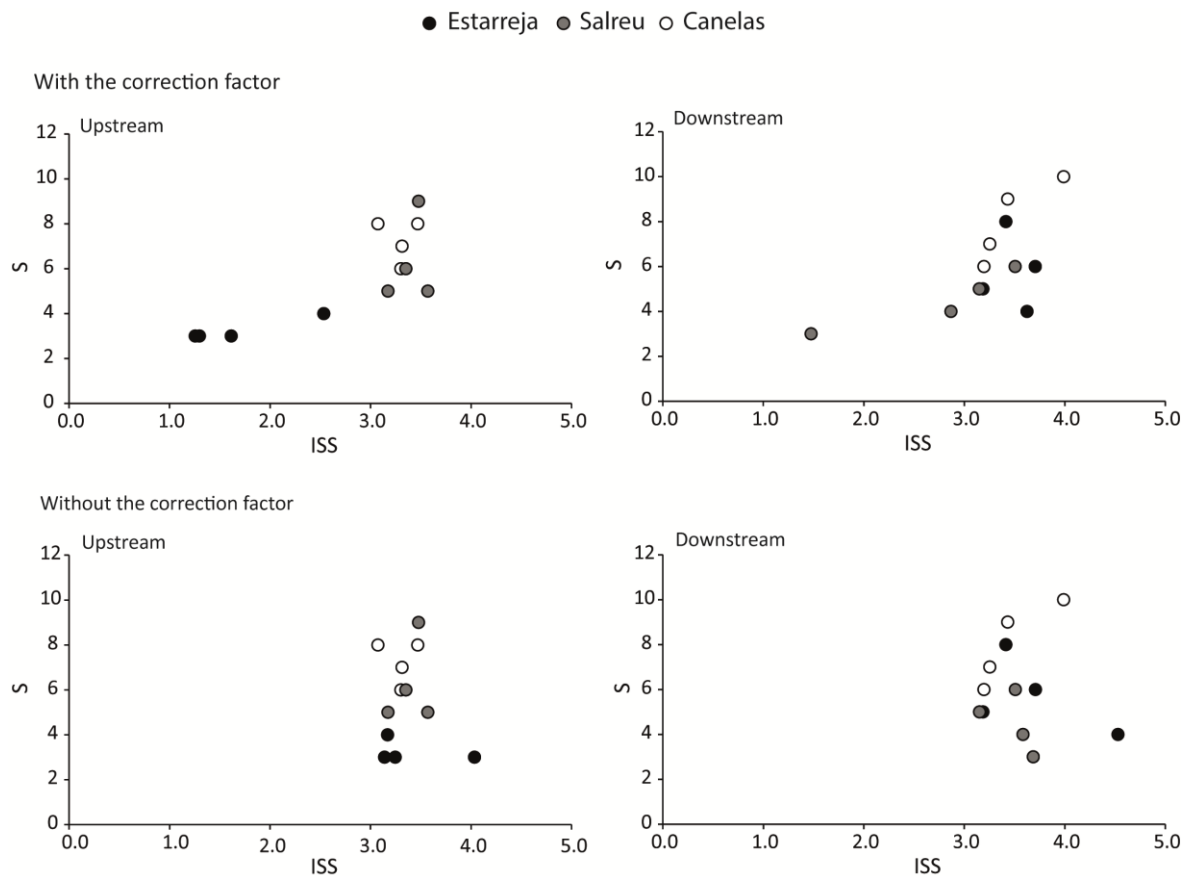 Estarreja Salreu Canelas
With the correction factor
Upstream
12
10
8
6
4
2
0
S
0.0 1.0 2.0 3.0 4.0 5.0
ISS
Downstream
12
10
8
6
4
2
0
S
0.0 1.0 2.0 3.0 4.0 5.0
ISS
Without the correction factor
Upstream
12
10
8
6
4
2
0
S
0.0 1.0 2.0 3.0 4.0 5.0
ISS
Downstream
12
10
8
6
4
2
0
S
0.0 1.0 2.0 3.0 4.0 5.0
ISS